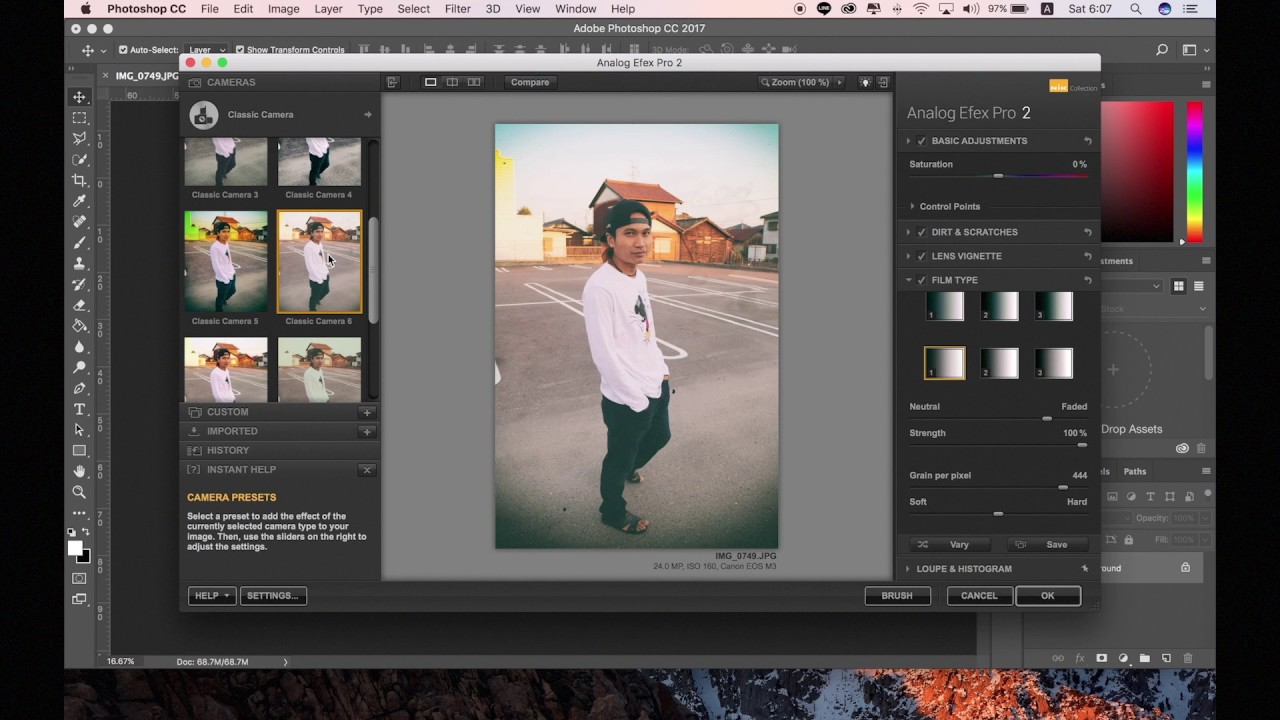 Photoshop CC File Edit Image Layer Type Select Filter 3D View Window Help 97% A Sat 6:07
Adobe Photoshop CC 2017
Auto-Select: Layer Show Transform Controls 3D Mode:
Analog Efex Pro 2
IMG_0749.JPG
CAMERAS
Compare
Zoom (100 %)
Collection
Classic Camera
Analog Efex Pro 2
BASIC ADJUSTMENTS
Saturation 0 %
Classic Camera 3 Classic Camera 4
Control Points
DIRT & SCRATCHES
LENS VIGNETTE
FILM TYPE
1 2 3
Classic Camera 5 Classic Camera 6
1 2 3
Neutral Faded
Strength 100 %
Grain per pixel 444
Soft Hard
Vary Save
LOUPE & HISTOGRAM
CUSTOM
IMPORTED
HISTORY
[?] INSTANT HELP
CAMERA PRESETS
Select a preset to add the effect of the
currently selected camera type to your
image. Then, use the sliders on the right to
adjust the settings.
IMG_0749.JPG
24.0 MP, ISO 160, Canon EOS M3
HELP SETTINGS... BRUSH CANCEL OK
Stock
Drop Assets
Paths
Opacity: 100%
Fill: 100%
16.67% Doc: 68.7M/68.7M